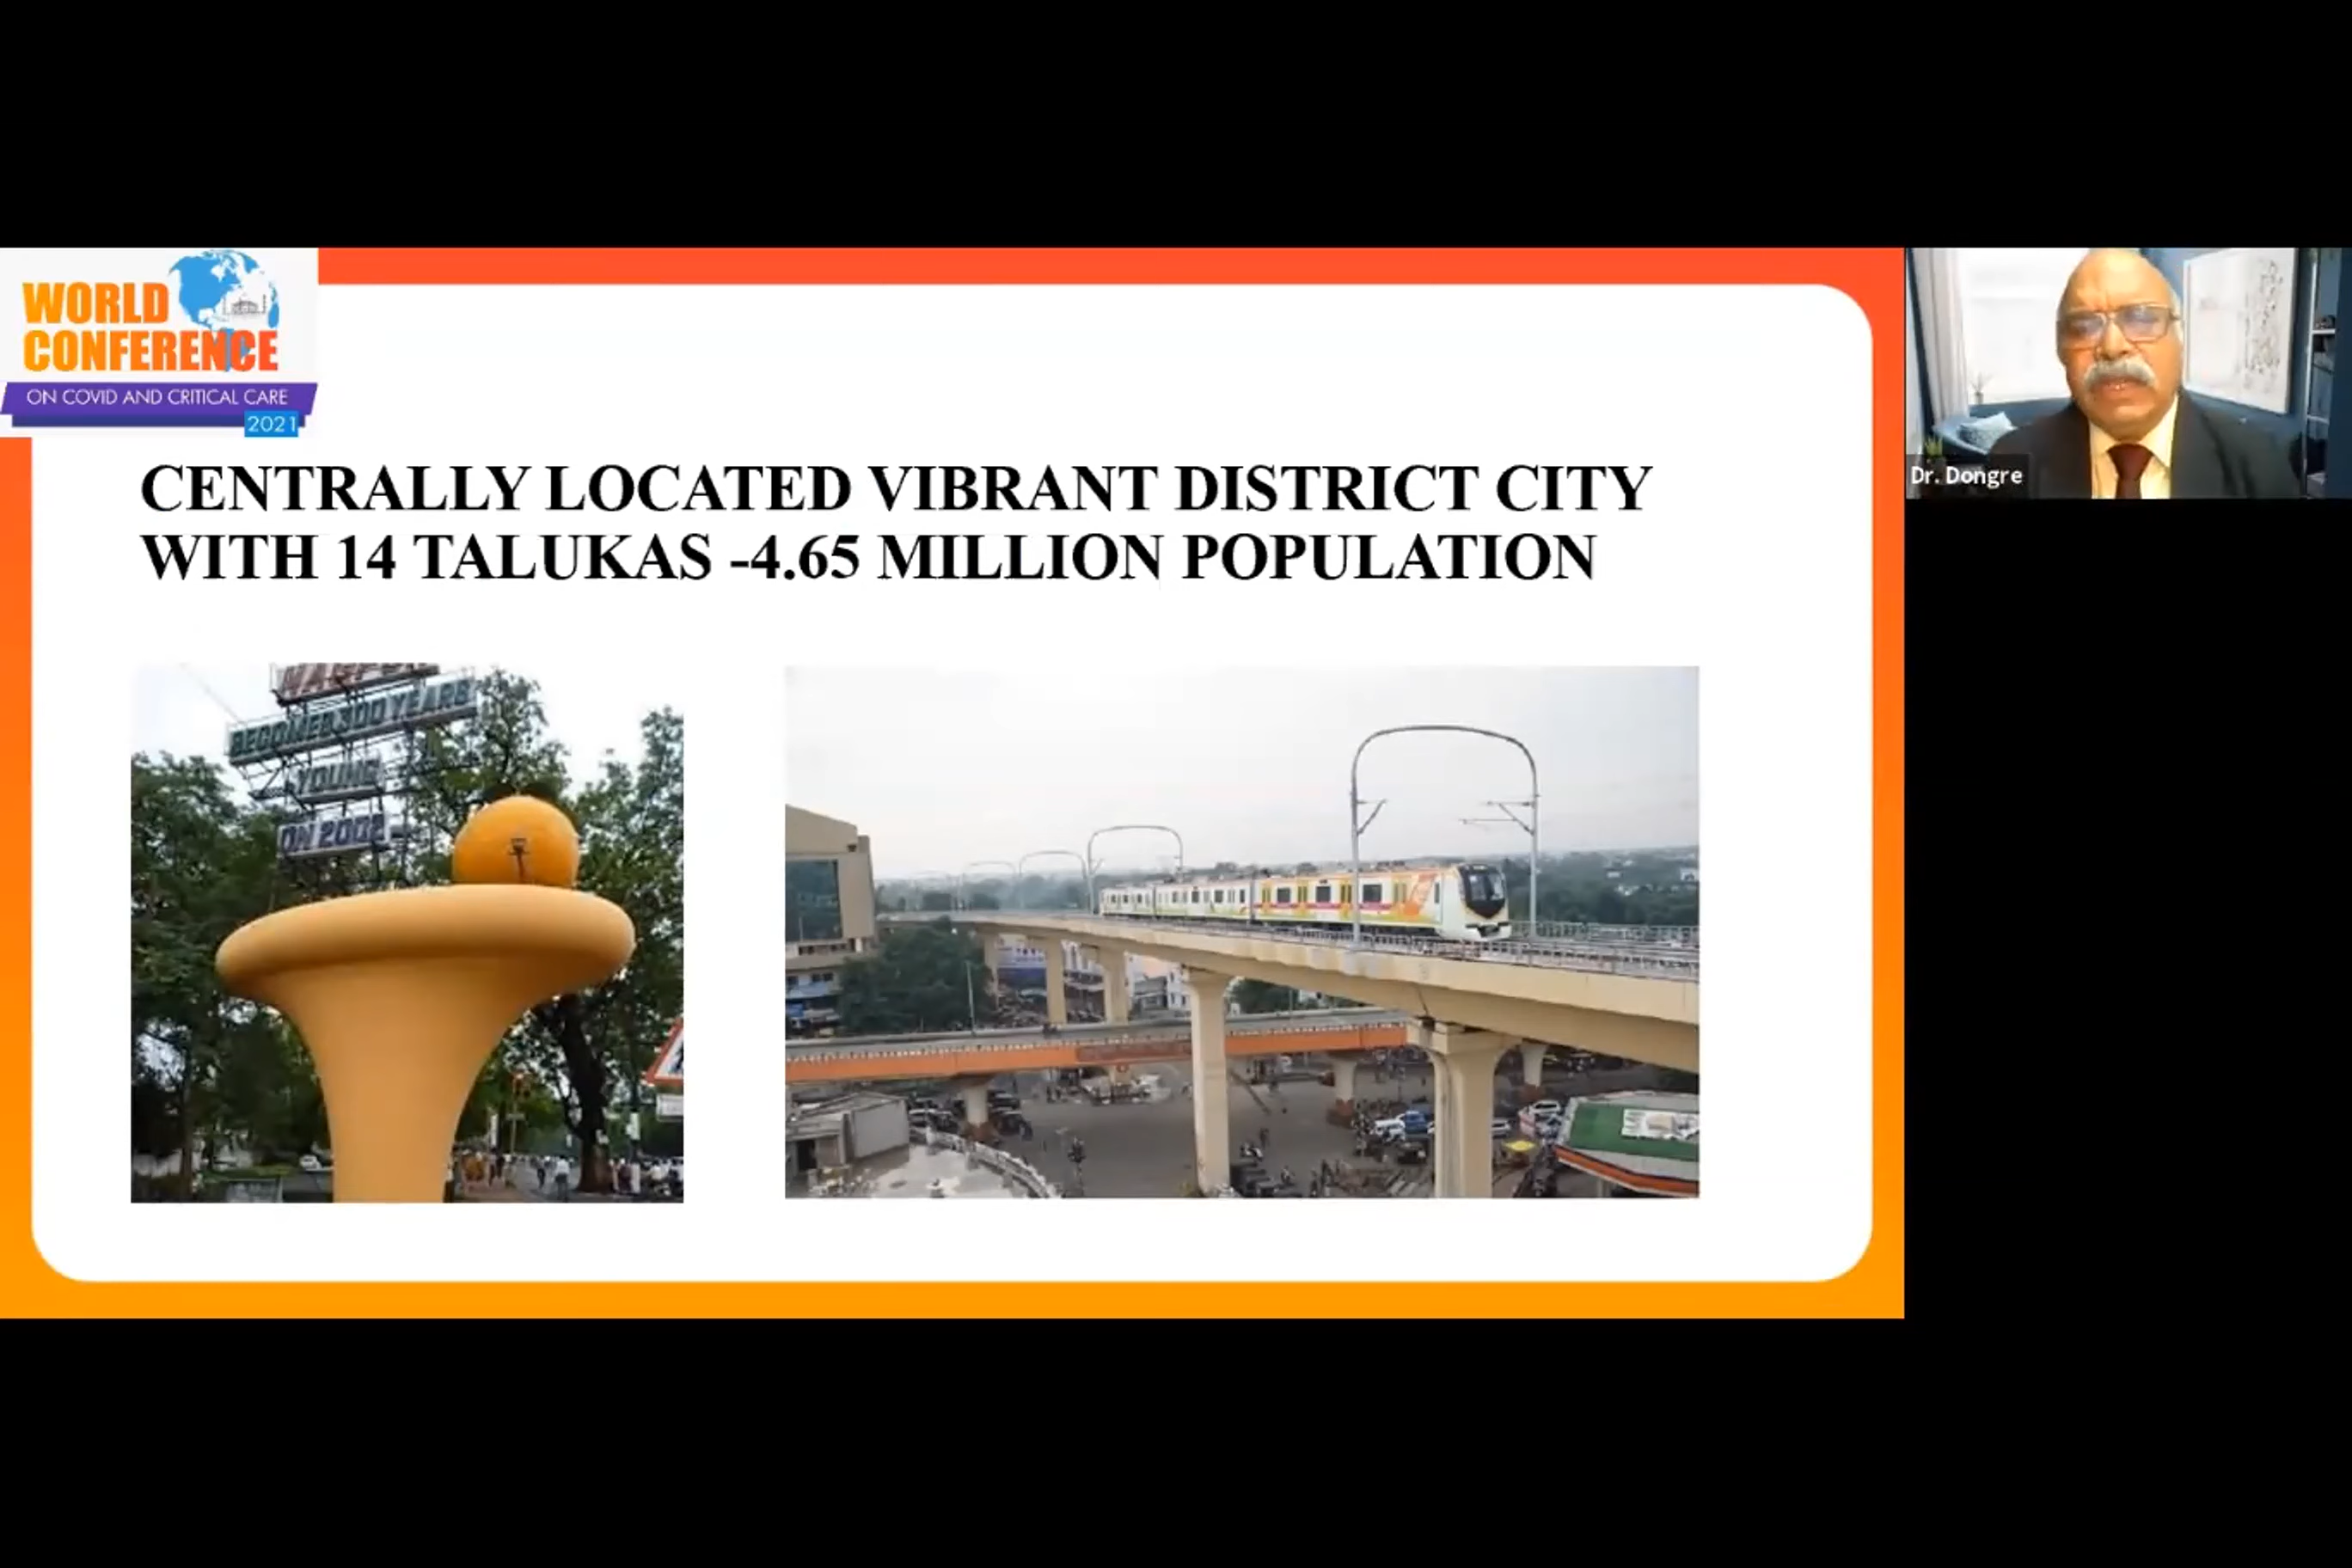 WORLD
CONFERENCE
ON COVID AND CRITICAL CARE
2021
CENTRALLY LOCATED VIBRANT DISTRICT CITY
WITH 14 TALUKAS -4.65 MILLION POPULATION
BECOMES 300 YEARS
YOUNG
ON 2002
Dr. Dongre